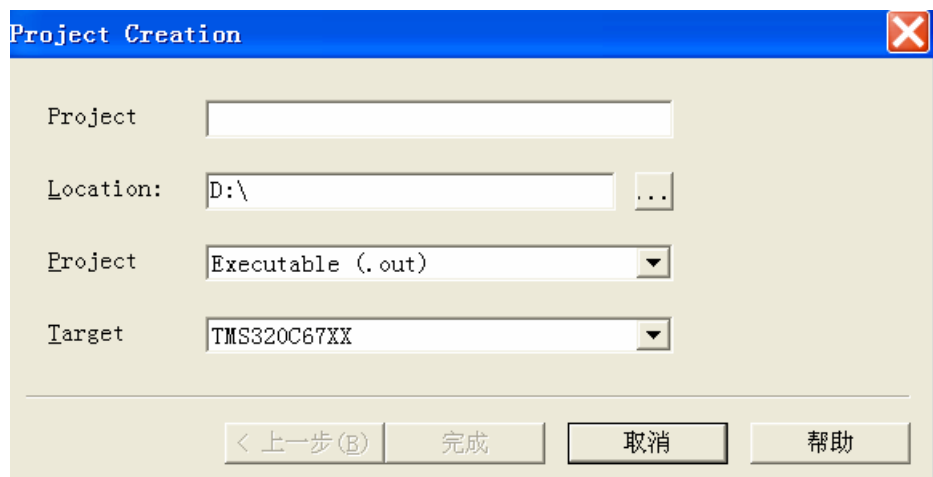 Project Creation
Project
Location: D:\ ...
Project Executable (.out)
Target TMS320C67XX
< 上一步(B) 完成 取消 帮助